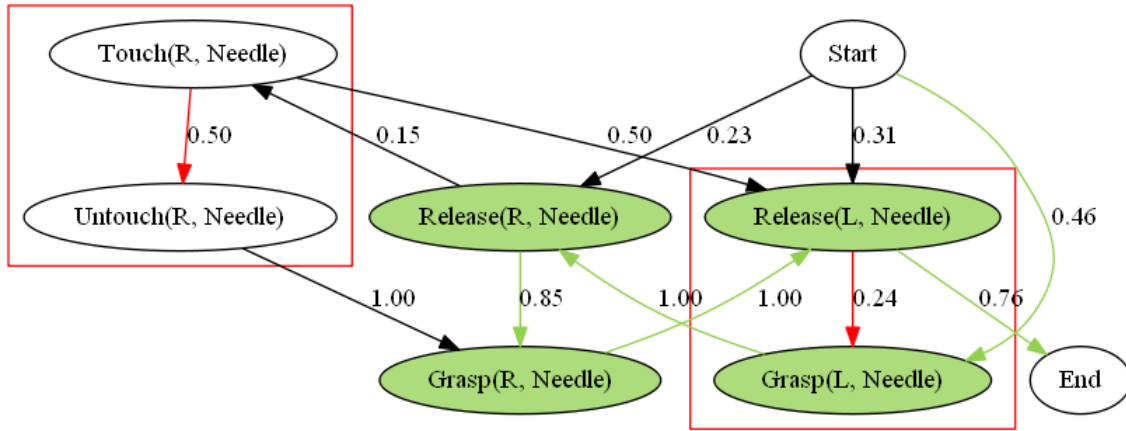 Touch(R, Needle)
Start
0.50
0.15
0.50
0.23
0.31
Untouch(R, Needle)
Release(R, Needle)
Release(L, Needle)
0.46
1.00
0.85
1.00
1.00
0.24
0.76
Grasp(R, Needle)
Grasp(L, Needle)
End